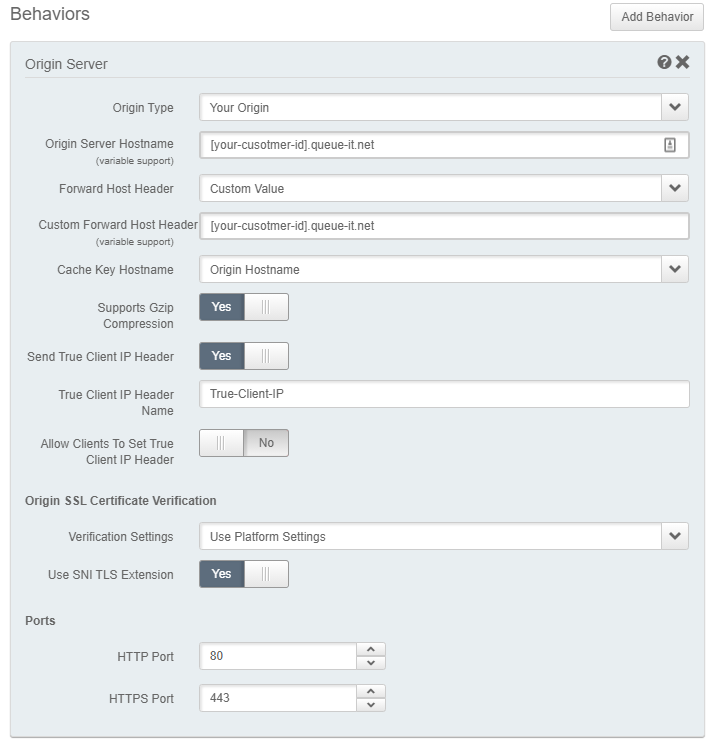 Behaviors
Add Behavior
Origin Server
Origin Type
Your Origin
Origin Server Hostname
(variable support)
[your-cusotmer-id].queue-it.net
Forward Host Header
Custom Value
Custom Forward Host Header
(variable support)
[your-cusotmer-id].queue-it.net
Cache Key Hostname
Origin Hostname
Supports Gzip
Compression
Yes
Send True Client IP Header
Yes
True Client IP Header
Name
True-Client-IP
Allow Clients To Set True
Client IP Header
No
Origin SSL Certificate Verification
Verification Settings
Use Platform Settings
Use SNI TLS Extension
Yes
Ports
HTTP Port
80
HTTPS Port
443